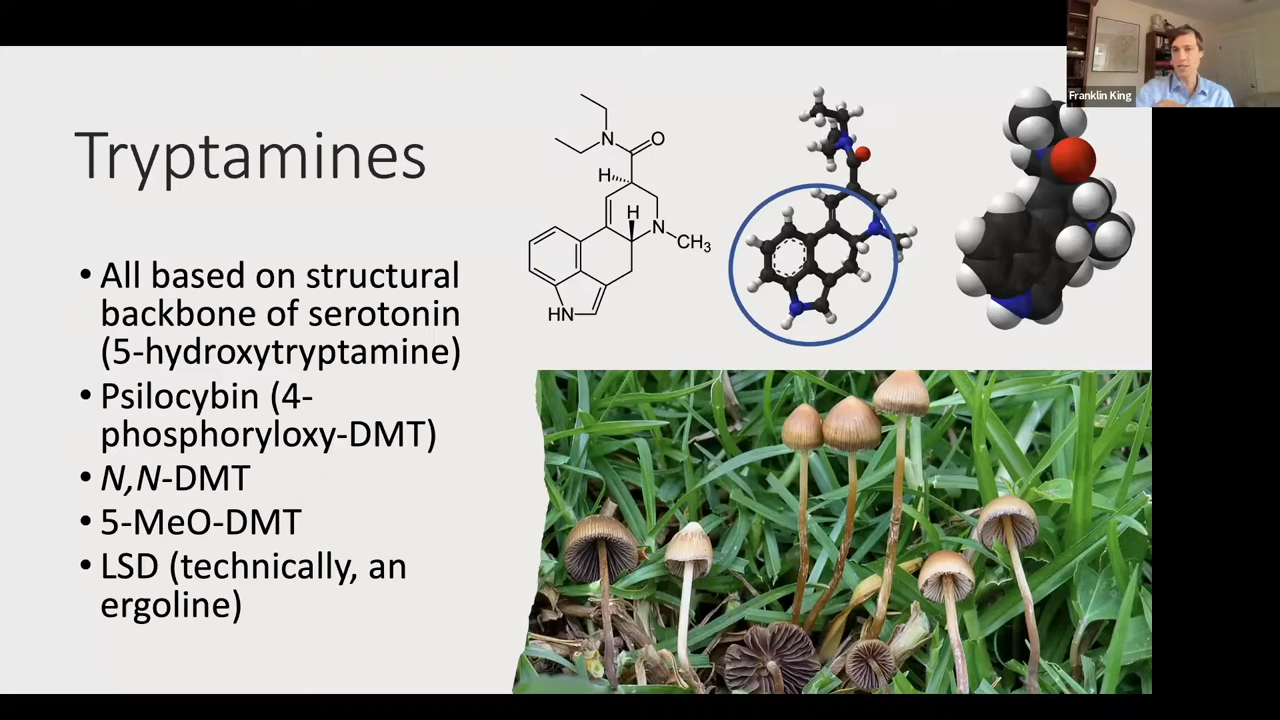 Franklin King
Tryptamines
• All based on structural
backbone of serotonin
(5-hydroxytryptamine)
• Psilocybin (4-
phosphoryloxy-DMT)
• N,N-DMT
• 5-MeO-DMT
• LSD (technically, an
ergoline)
N
O
H
H
N
CH3
HN